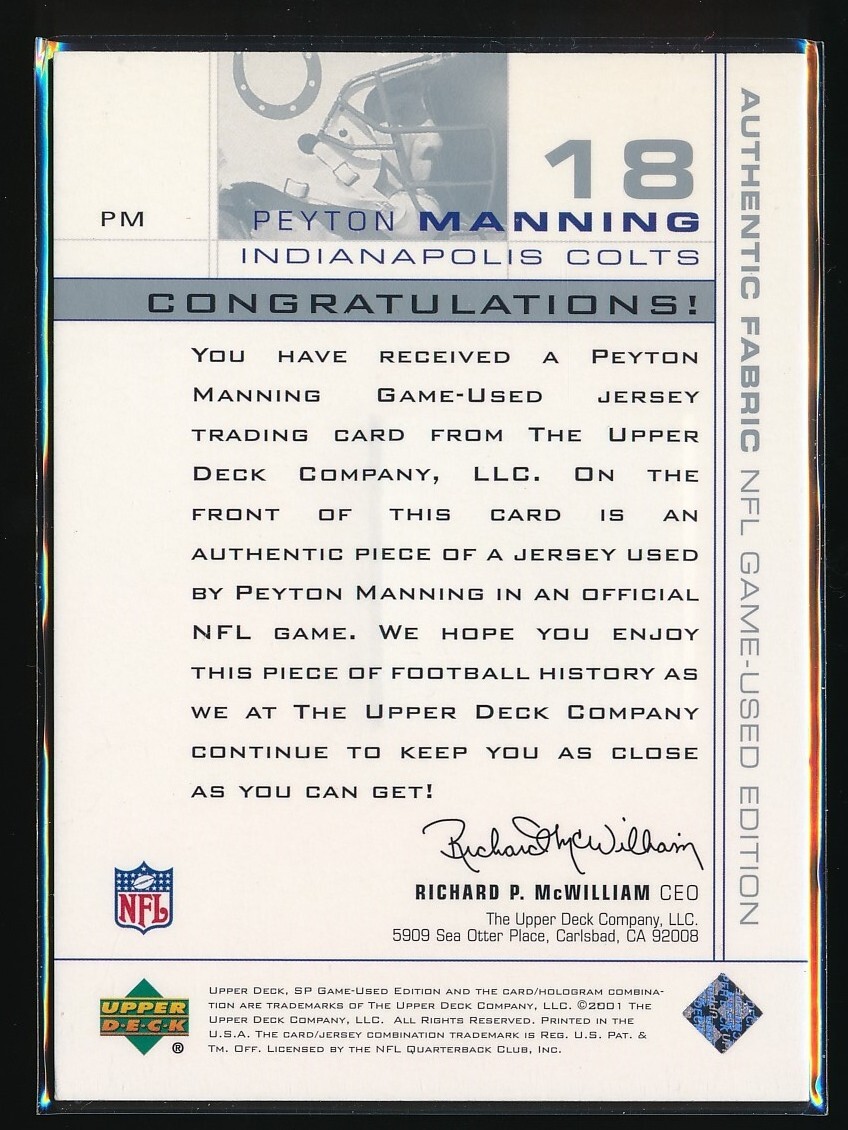 18
PM
PEYTON MANNING
INDIANAPOLIS COLTS
CONGRATULATIONS!
YOU HAVE RECEIVED A PEYTON
MANNING GAME-USED JERSEY
TRADING CARD FROM THE UPPER
DECK COMPANY, LLC. ON THE
FRONT OF THIS CARD IS AN
AUTHENTIC PIECE OF A JERSEY USED
BY PEYTON MANNING IN AN OFFICIAL
NFL GAME. WE HOPE YOU ENJOY
THIS PIECE OF FOOTBALL HISTORY AS
WE AT THE UPPER DECK COMPANY
CONTINUE TO KEEP YOU AS CLOSE
AS YOU CAN GET!
Richard McWilliam
RICHARD P. McWILLIAM CEO
The Upper Deck Company, LLC.
5909 Sea Otter Place, Carlsbad, CA 92008
NFL
AUTHENTIC FABRIC NFL GAME-USED EDITION
UPPER
D·E·C·K
®
UPPER DECK, SP GAME-USED EDITION AND THE CARD/HOLOGRAM COMBINA-
TION ARE TRADEMARKS OF THE UPPER DECK COMPANY, LLC. ©2001 THE
UPPER DECK COMPANY, LLC. ALL RIGHTS RESERVED. PRINTED IN THE
U.S.A. THE CARD/JERSEY COMBINATION TRADEMARK IS REG. U.S. PAT. &
TM. OFF. LICENSED BY THE NFL QUARTERBACK CLUB, INC.